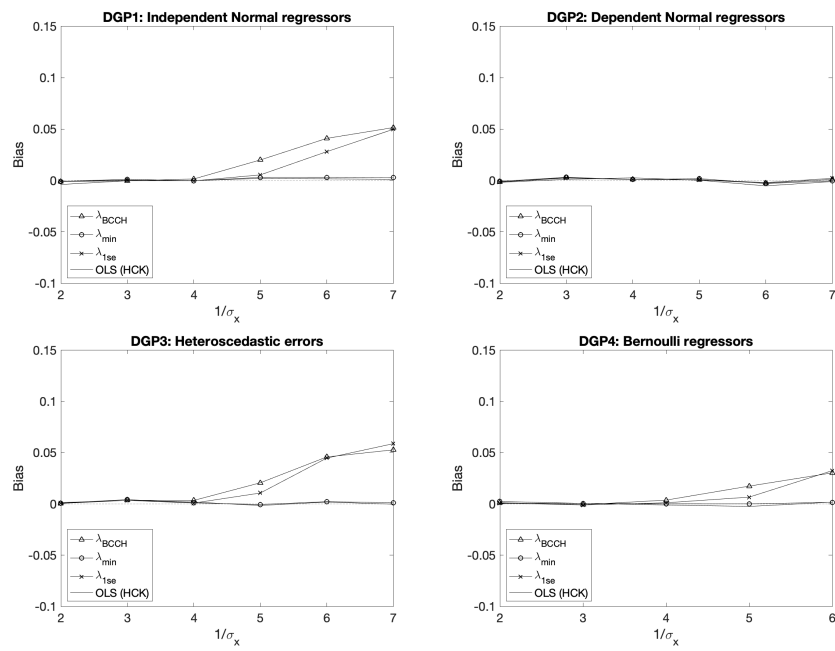 DGP1: Independent Normal regressors
0.15
0.1
0.05
0
-0.05
-0.1
Bias
λBCCH
λmin
λ1se
OLS (HCK)
2 3 4 5 6 7
1/σx
DGP2: Dependent Normal regressors
0.15
0.1
0.05
0
-0.05
-0.1
Bias
λBCCH
λmin
λ1se
OLS (HCK)
2 3 4 5 6 7
1/σx
DGP3: Heteroscedastic errors
0.15
0.1
0.05
0
-0.05
-0.1
Bias
λBCCH
λmin
λ1se
OLS (HCK)
2 3 4 5 6 7
1/σx
DGP4: Bernoulli regressors
0.15
0.1
0.05
0
-0.05
-0.1
Bias
λBCCH
λmin
λ1se
OLS (HCK)
2 3 4 5 6
1/σx